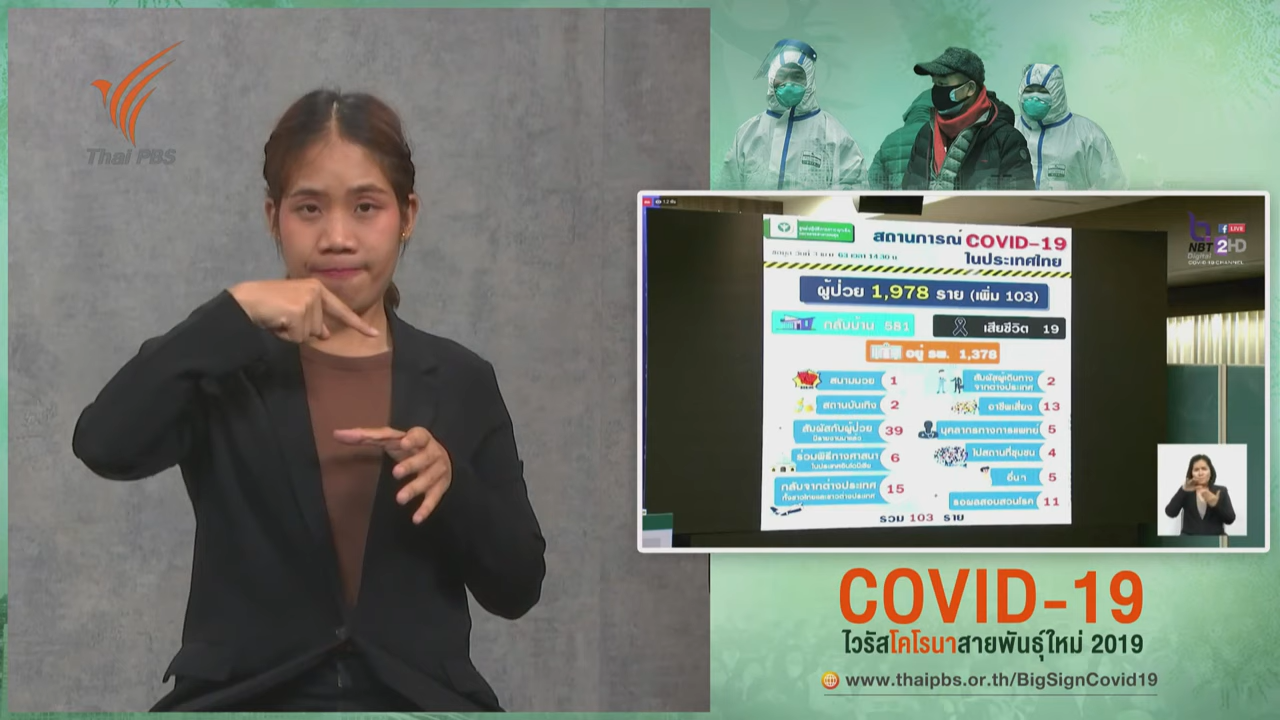 Thai PBS
NBT
Digital
2HD
LIVE
COVID-19 CHANNEL
สถานการณ์ COVID-19
ในประเทศไทย
ผู้ป่วย 1,978 ราย (เพิ่ม 103)
กลับบ้าน 581
เสียชีวิต 19
อยู่ รพ. 1,378
สนามมวย 1
สัมผัสผู้เดินทาง
จากต่างประเทศ 2
สถานบันเทิง 2
อาชีพเสี่ยง 13
สัมผัสกับผู้ป่วย 39
บุคลากรทางการแพทย์ 5
ร่วมพิธีทางศาสนา 6
ไปสถานที่ชุมชน 4
กลับจากต่างประเทศ 15
อื่นๆ 5
รอผลสอบสวนโรค 11
รวม 103 ราย
COVID-19
ไวรัสโคโรนาสายพันธุ์ใหม่ 2019
www.thaipbs.or.th/BigSignCovid19